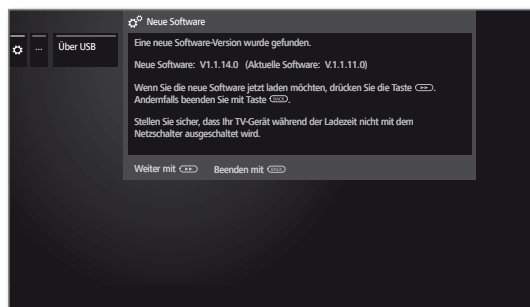 Neue Software
... Über USB
Eine neue Software-Version wurde gefunden.
Neue Software: V1.1.14.0 (Aktuelle Software: V.1.1.11.0)
Wenn Sie die neue Software jetzt laden möchten, drücken Sie die Taste .
Andernfalls beenden Sie mit Taste BACK.
Stellen Sie sicher, dass Ihr TV-Gerät während der Ladezeit nicht mit dem
Netzschalter ausgeschaltet wird.
Weiter mit Beenden mit BACK